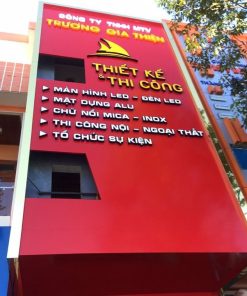 CÔNG TY TNHH MTV
TRƯƠNG GIA THIỆN
THIẾT KẾ
& THI CÔNG
MÀN HÌNH LED - ĐÈN LED
MẶT DỰNG ALU
CHỮ NỔI MICA - INOX
THI CÔNG NỘI - NGOẠI THẤT
TỔ CHỨC SỰ KIỆN